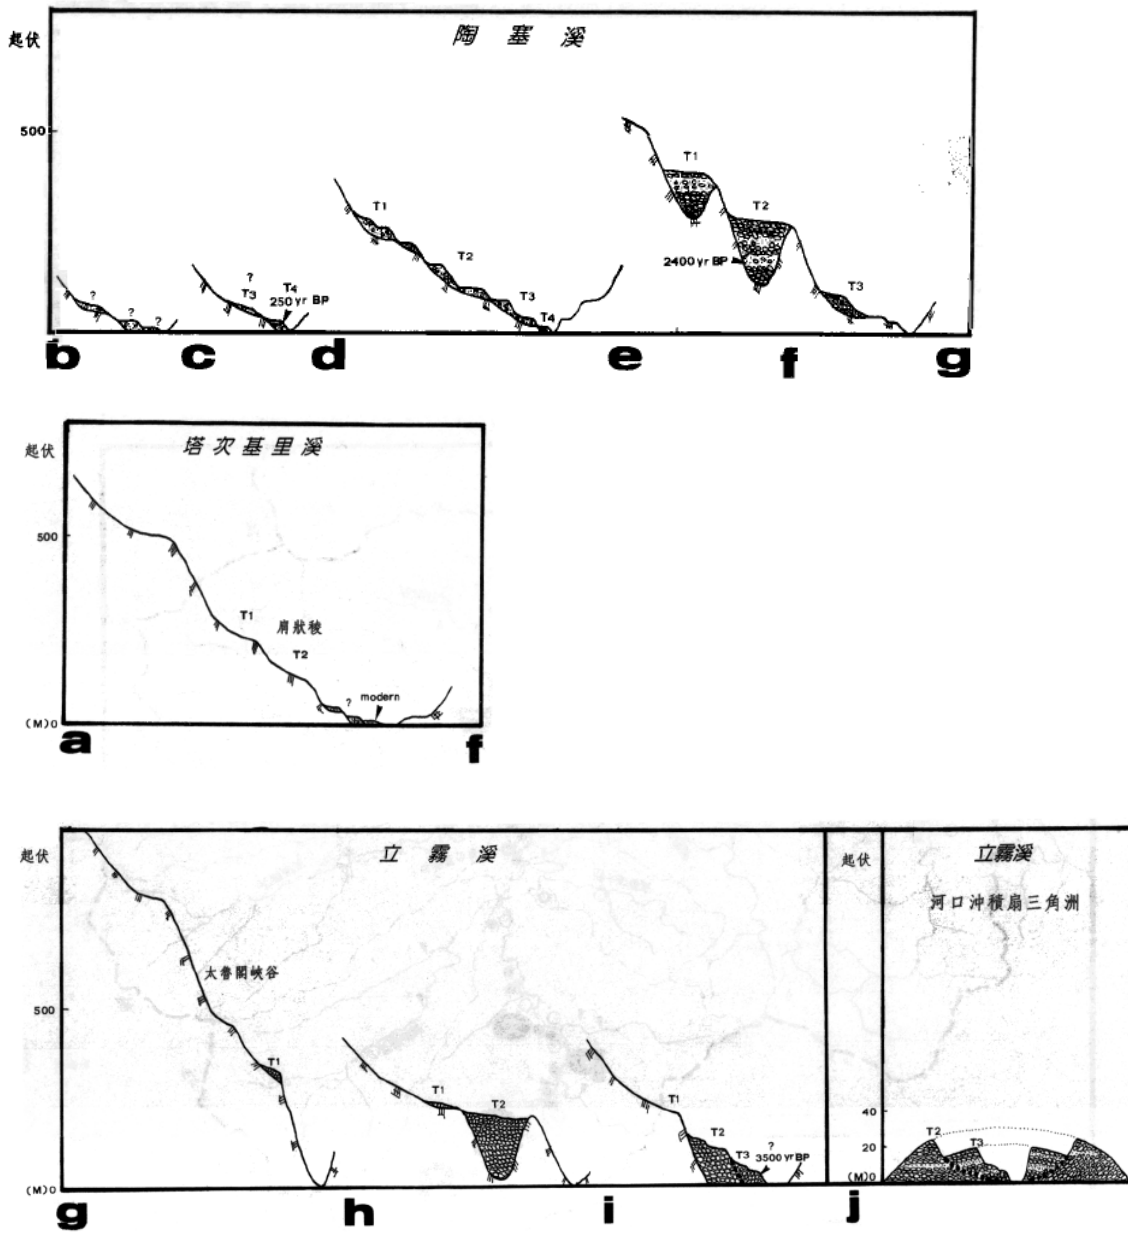 陶塞溪
起伏
500
T1
T2
2400 yr BP
T3
T1
T2
T3
T4
?
T3
T4
250 yr BP
?
?
?
b c d e f g
塔次基里溪
起伏
500
T1
肩狀稜
T2
?
modern
(M)0
a f
立霧溪
起伏
太魯閣峽谷
500
T1
T1
T2
T1
T2
T3
?
3500 yr BP
(M)0
g h i j
立霧溪
起伏
河口沖積扇三角洲
40
T2
T3
20
(M)0